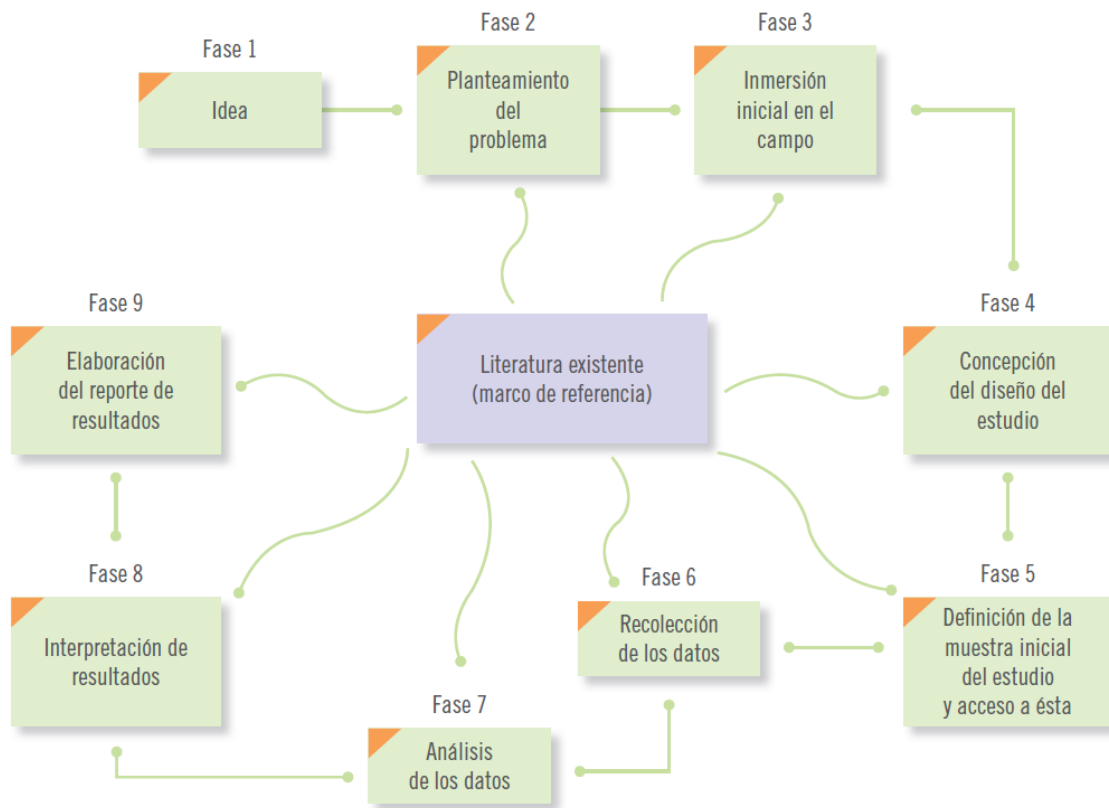 Fase 1
Idea
Fase 2
Planteamiento
del
problema
Fase 3
Inmersión
inicial en el
campo
Fase 4
Concepción
del diseño del
estudio
Fase 5
Definición de la
muestra inicial
del estudio
y acceso a ésta
Fase 6
Recolección
de los datos
Fase 7
Análisis
de los datos
Fase 8
Interpretación de
resultados
Fase 9
Elaboración
del reporte de
resultados
Literatura existente
(marco de referencia)